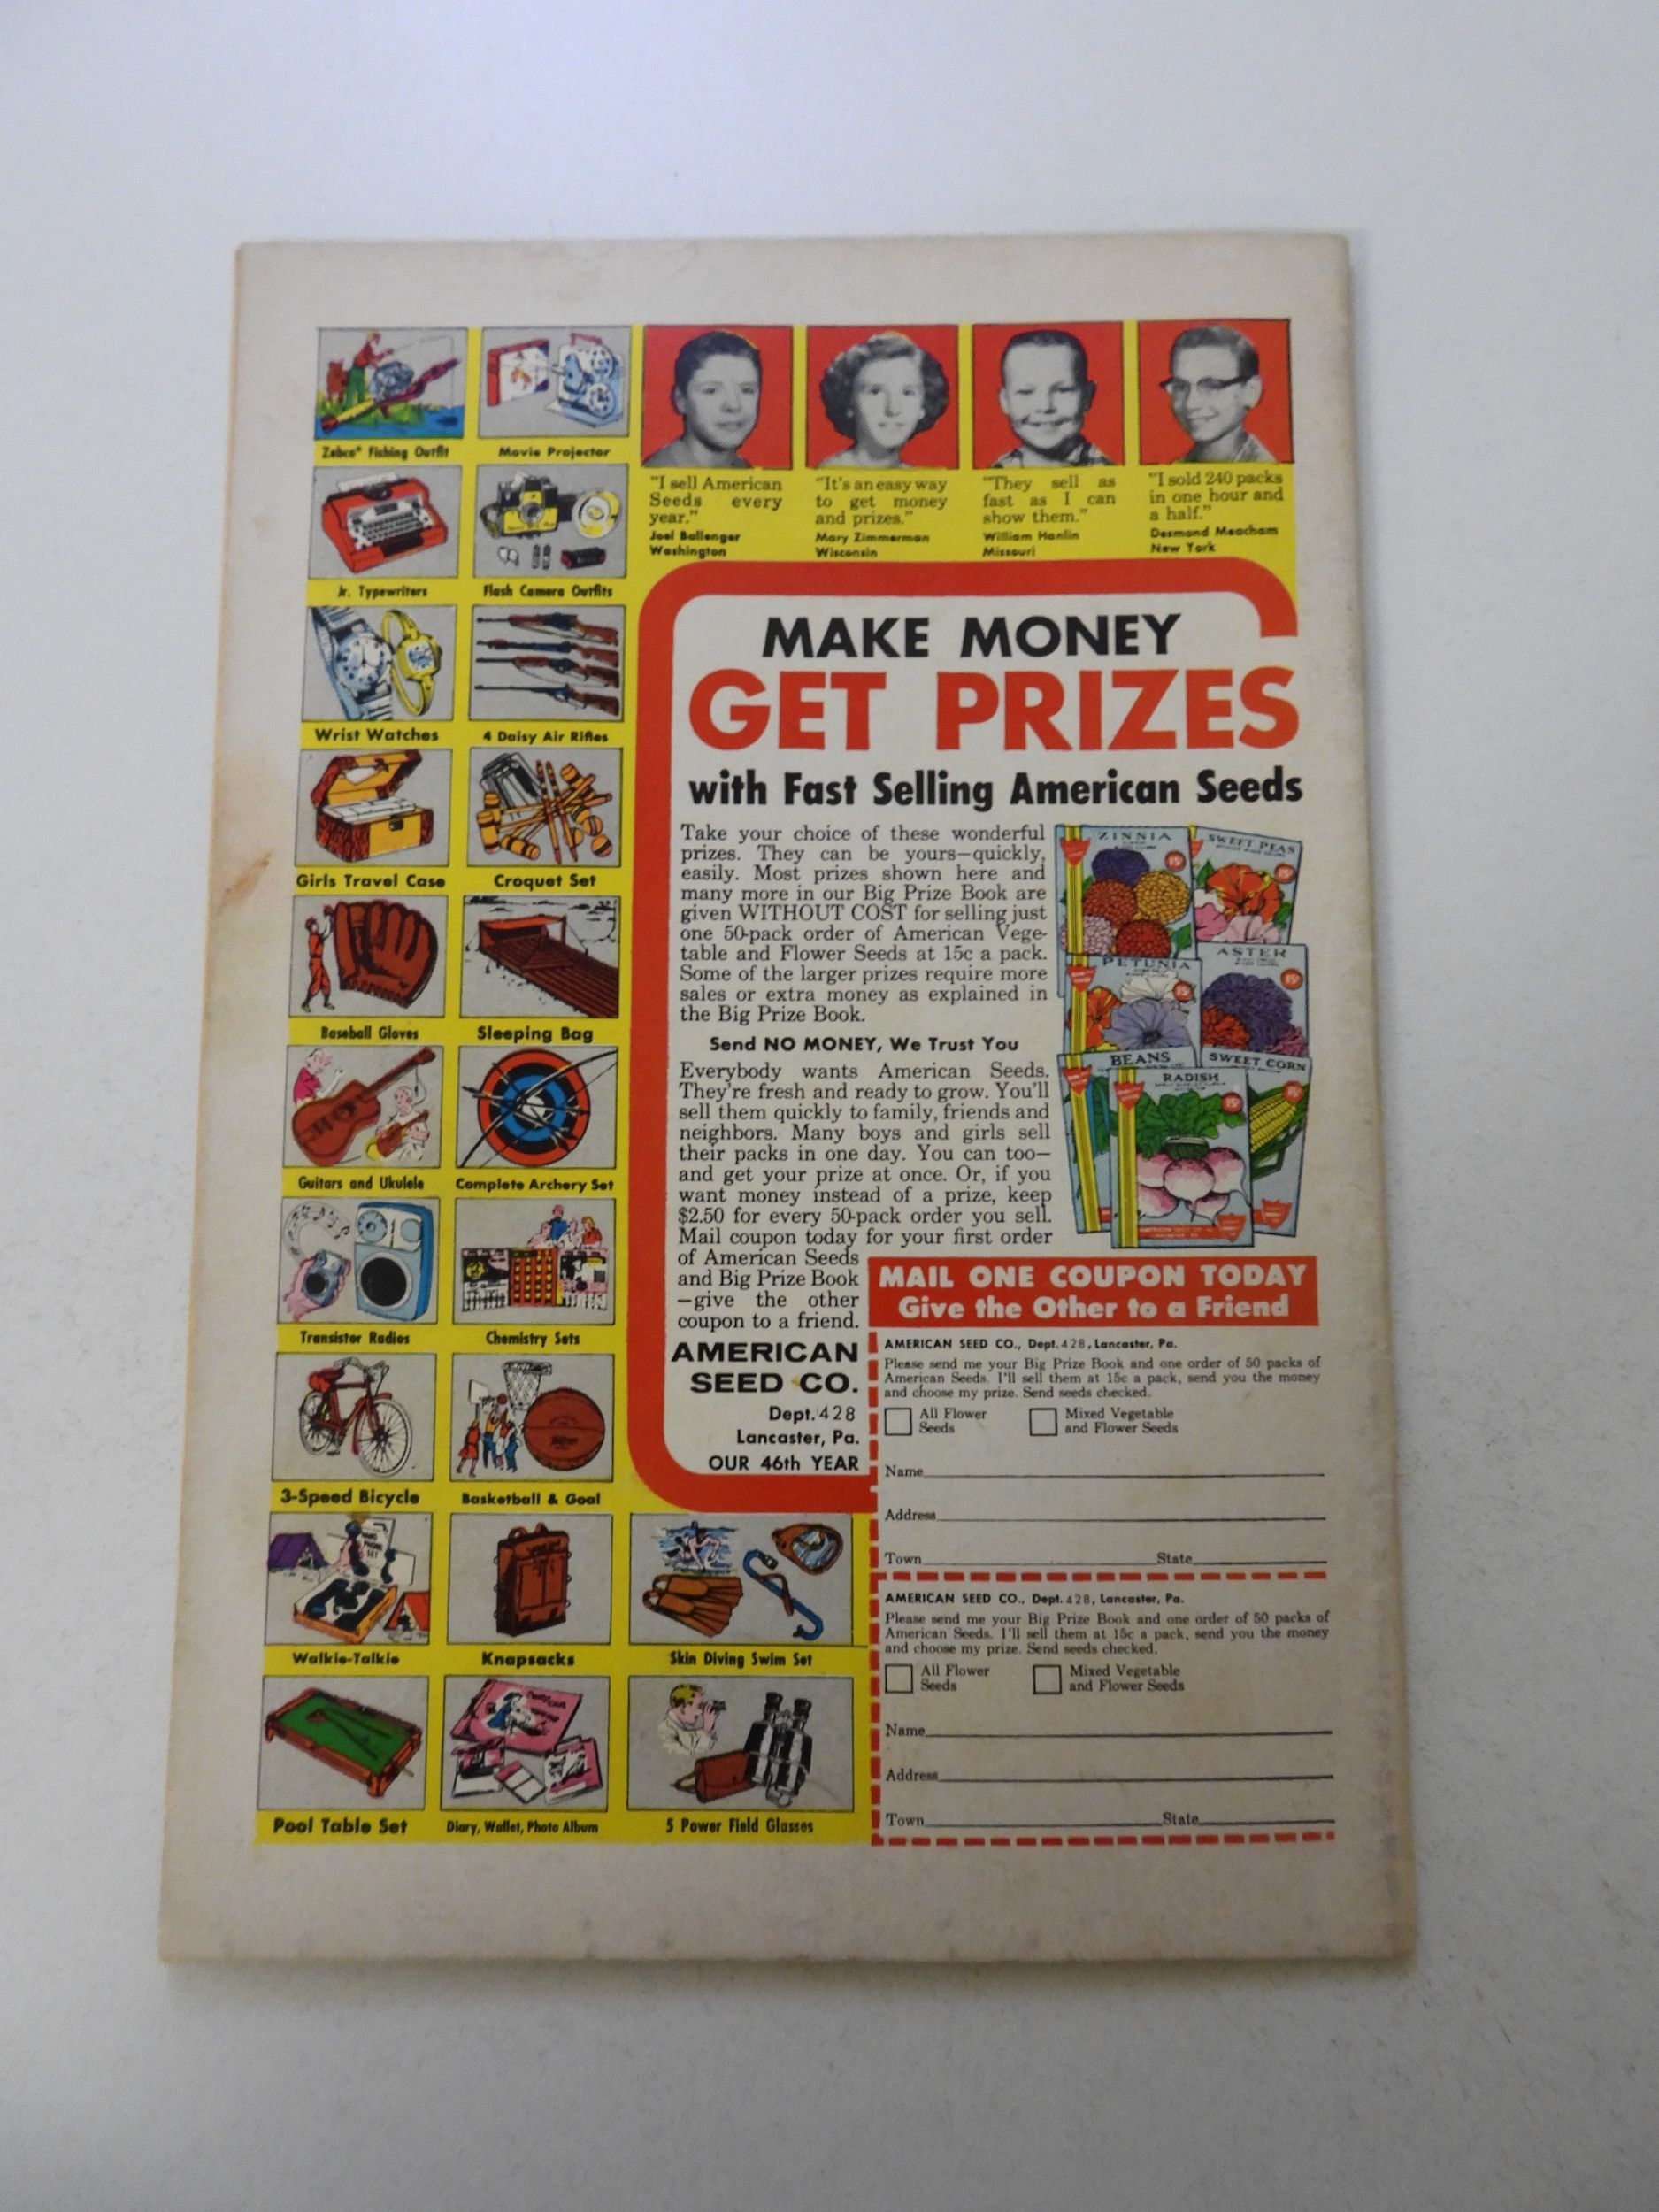 Zebco® Fishing Outfit
Movie Projector
Jr. Typewriters
Flash Camera Outfits
Wrist Watches
4 Daisy Air Rifles
Girls Travel Case
Croquet Set
Baseball Gloves
Sleeping Bag
Guitars and Ukulele
Complete Archery Set
Transistor Radios
Chemistry Sets
3-Speed Bicycle
Basketball & Goal
Walkie-Talkie
Knapsacks
Skin Diving Swim Set
Pool Table Set
Diary, Wallet, Photo Album
5 Power Field Glasses
"I sell American
Seeds every
year."
Joel Ballenger
Washington
"It's an easy way
to get money
and prizes."
Mary Zimmerman
Wisconsin
"They sell as
fast as I can
show them."
William Hanlin
Missouri
"I sold 240 packs
in one hour and
a half."
Desmond Meacham
New York
MAKE MONEY
GET PRIZES
with Fast Selling American Seeds
Take your choice of these wonderful
prizes. They can be yours—quickly,
easily. Most prizes shown here and
many more in our Big Prize Book are
given WITHOUT COST for selling just
one 50-pack order of American Vege-
table and Flower Seeds at 15c a pack.
Some of the larger prizes require more
sales or extra money as explained in
the Big Prize Book.
Send NO MONEY, We Trust You
Everybody wants American Seeds.
They're fresh and ready to grow. You'll
sell them quickly to family, friends and
neighbors. Many boys and girls sell
their packs in one day. You can too—
and get your prize at once. Or, if you
want money instead of a prize, keep
$2.50 for every 50-pack order you sell.
Mail coupon today for your first order
of American Seeds
and Big Prize Book
—give the other
coupon to a friend.
AMERICAN
SEED CO.
Dept. 428
Lancaster, Pa.
OUR 46th YEAR
ZINNIA
15¢
SWEET PEAS
15¢
PETUNIA
15¢
ASTER
15¢
BEANS
SWEET CORN
15¢
RADISH
15¢
MAIL ONE COUPON TODAY
Give the Other to a Friend
AMERICAN SEED CO., Dept. 428, Lancaster, Pa.
Please send me your Big Prize Book and one order of 50 packs of
American Seeds. I'll sell them at 15c a pack, send you the money
and choose my prize. Send seeds checked.
All Flower
Seeds
Mixed Vegetable
and Flower Seeds
Name
Address
Town State
AMERICAN SEED CO., Dept. 428, Lancaster, Pa.
Please send me your Big Prize Book and one order of 50 packs of
American Seeds. I'll sell them at 15c a pack, send you the money
and choose my prize. Send seeds checked.
All Flower
Seeds
Mixed Vegetable
and Flower Seeds
Name
Address
Town State